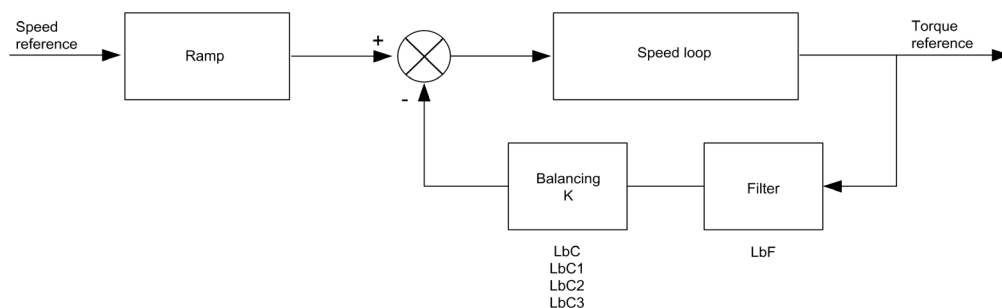 Speed
reference
Ramp
+
-
Speed loop
Torque
reference
Balancing
K
Filter
LbC
LbC1
LbC2
LbC3
LbF